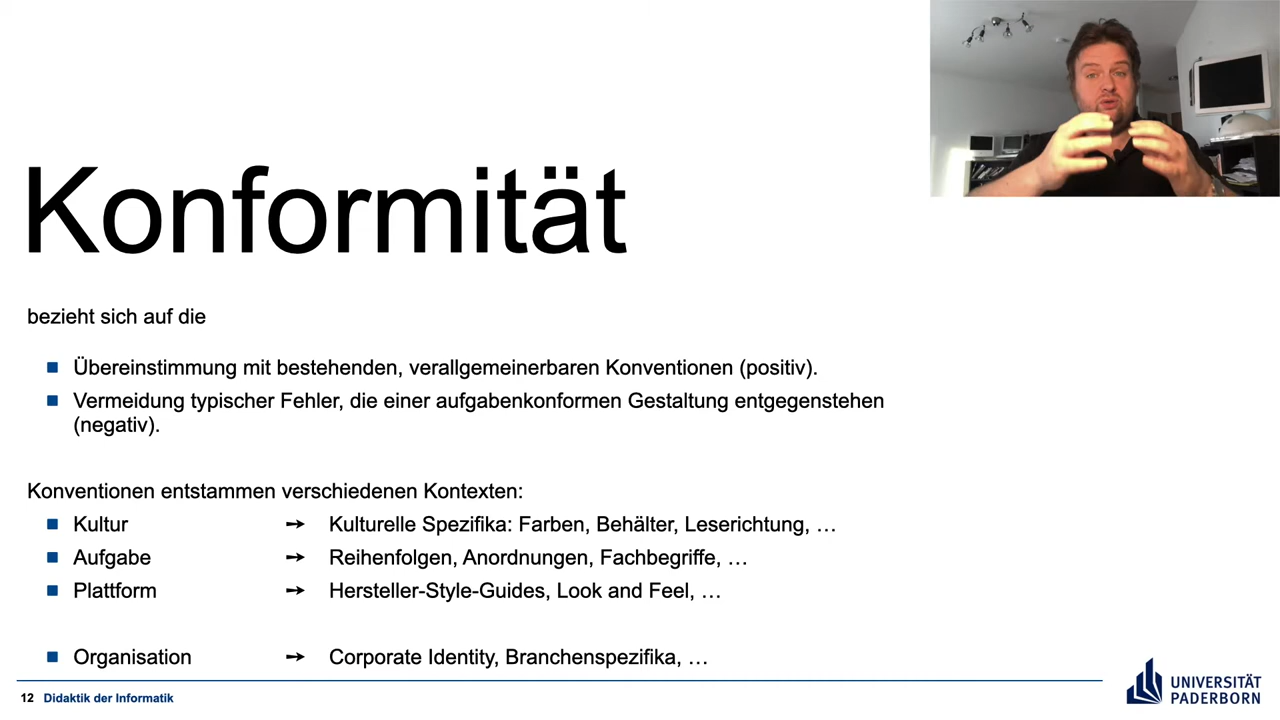 Konformität
bezieht sich auf die
Übereinstimmung mit bestehenden, verallgemeinerbaren Konventionen (positiv).
Vermeidung typischer Fehler, die einer aufgabenkonformen Gestaltung entgegenstehen
(negativ).
Konventionen entstammen verschiedenen Kontexten:
Kultur → Kulturelle Spezifika: Farben, Behälter, Leserichtung, …
Aufgabe → Reihenfolgen, Anordnungen, Fachbegriffe, …
Plattform → Hersteller-Style-Guides, Look and Feel, …
Organisation → Corporate Identity, Branchenspezifika, …
12 Didaktik der Informatik
UNIVERSITÄT
PADERBORN